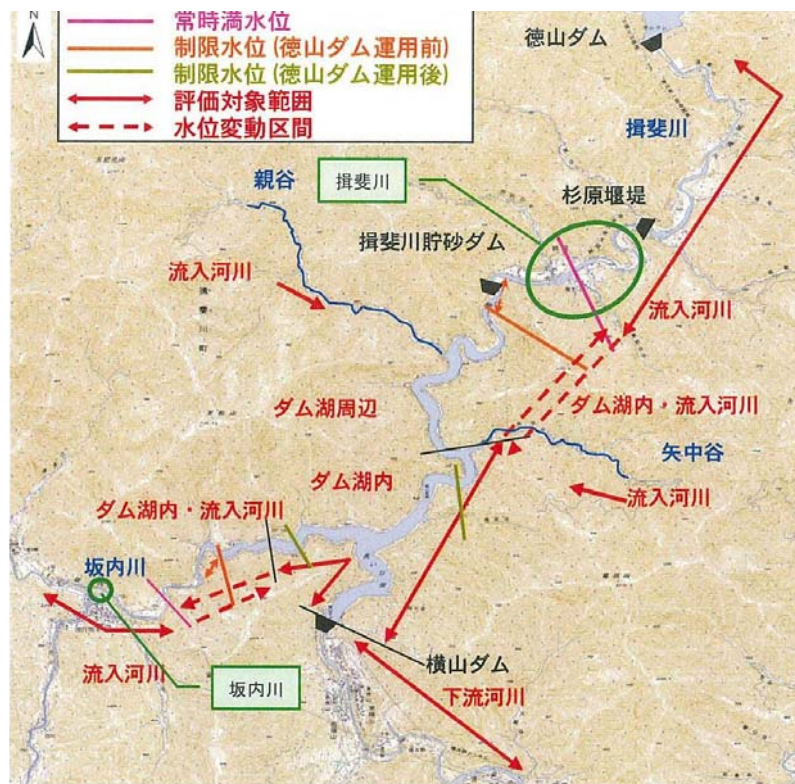 N
常時満水位
制限水位(徳山ダム運用前)
制限水位(徳山ダム運用後)
評価対象範囲
水位変動区間
徳山ダム
揖斐川
親谷
揖斐川
杉原堰堤
揖斐川貯砂ダム
流入河川
流入河川
ダム湖周辺
ダム湖内・流入河川
矢中谷
ダム湖内
流入河川
ダム湖内・流入河川
坂内川
流入河川
坂内川
横山ダム
下流河川